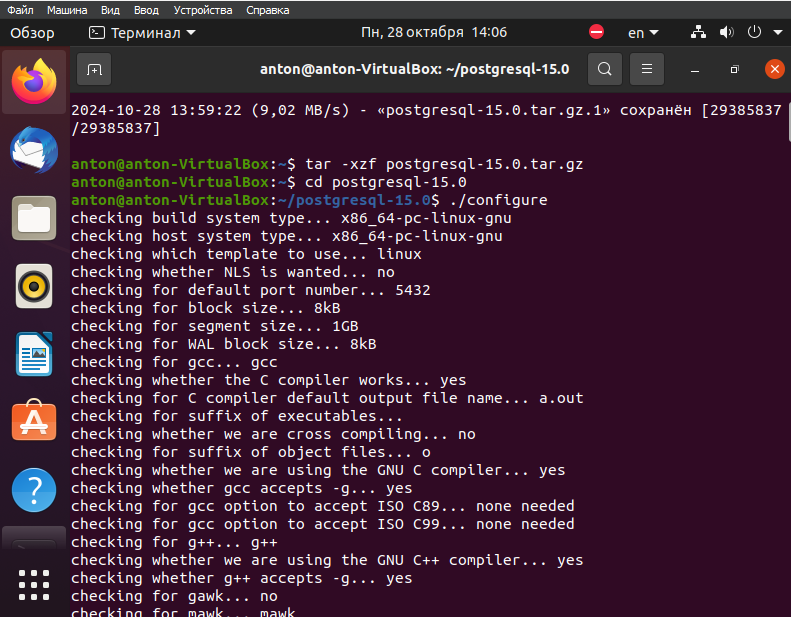 Файл Машина Вид Ввод Устройства Справка
Обзор Терминал Пн, 28 октября 14:06 en
anton@anton-VirtualBox: ~/postgresql-15.0
2024-10-28 13:59:22 (9,02 MB/s) - «postgresql-15.0.tar.gz.1» сохранён [29385837
/29385837]
anton@anton-VirtualBox:~$ tar -xzf postgresql-15.0.tar.gz
anton@anton-VirtualBox:~$ cd postgresql-15.0
anton@anton-VirtualBox:~/postgresql-15.0$ ./configure
checking build system type... x86_64-pc-linux-gnu
checking host system type... x86_64-pc-linux-gnu
checking which template to use... linux
checking whether NLS is wanted... no
checking for default port number... 5432
checking for block size... 8kB
checking for segment size... 1GB
checking for WAL block size... 8kB
checking for gcc... gcc
checking whether the C compiler works... yes
checking for C compiler default output file name... a.out
checking for suffix of executables...
checking whether we are cross compiling... no
checking for suffix of object files... o
checking whether we are using the GNU C compiler... yes
checking whether gcc accepts -g... yes
checking for gcc option to accept ISO C89... none needed
checking for gcc option to accept ISO C99... none needed
checking for g++... g++
checking whether we are using the GNU C++ compiler... yes
checking whether g++ accepts -g... yes
checking for gawk... no
checking for mawk... mawk